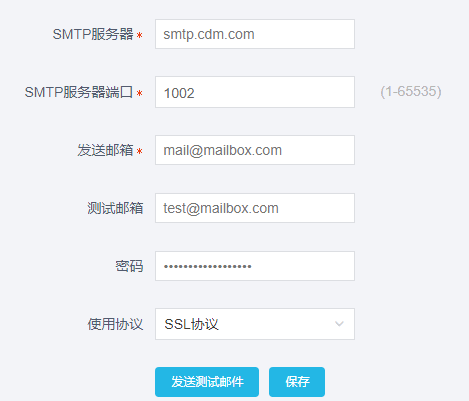 SMTP服务器* smtp.cdm.com
SMTP服务器端口* 1002 (1-65535)
发送邮箱* mail@mailbox.com
测试邮箱 test@mailbox.com
密码 ••••••••••••••••••
使用协议 SSL协议
发送测试邮件 保存